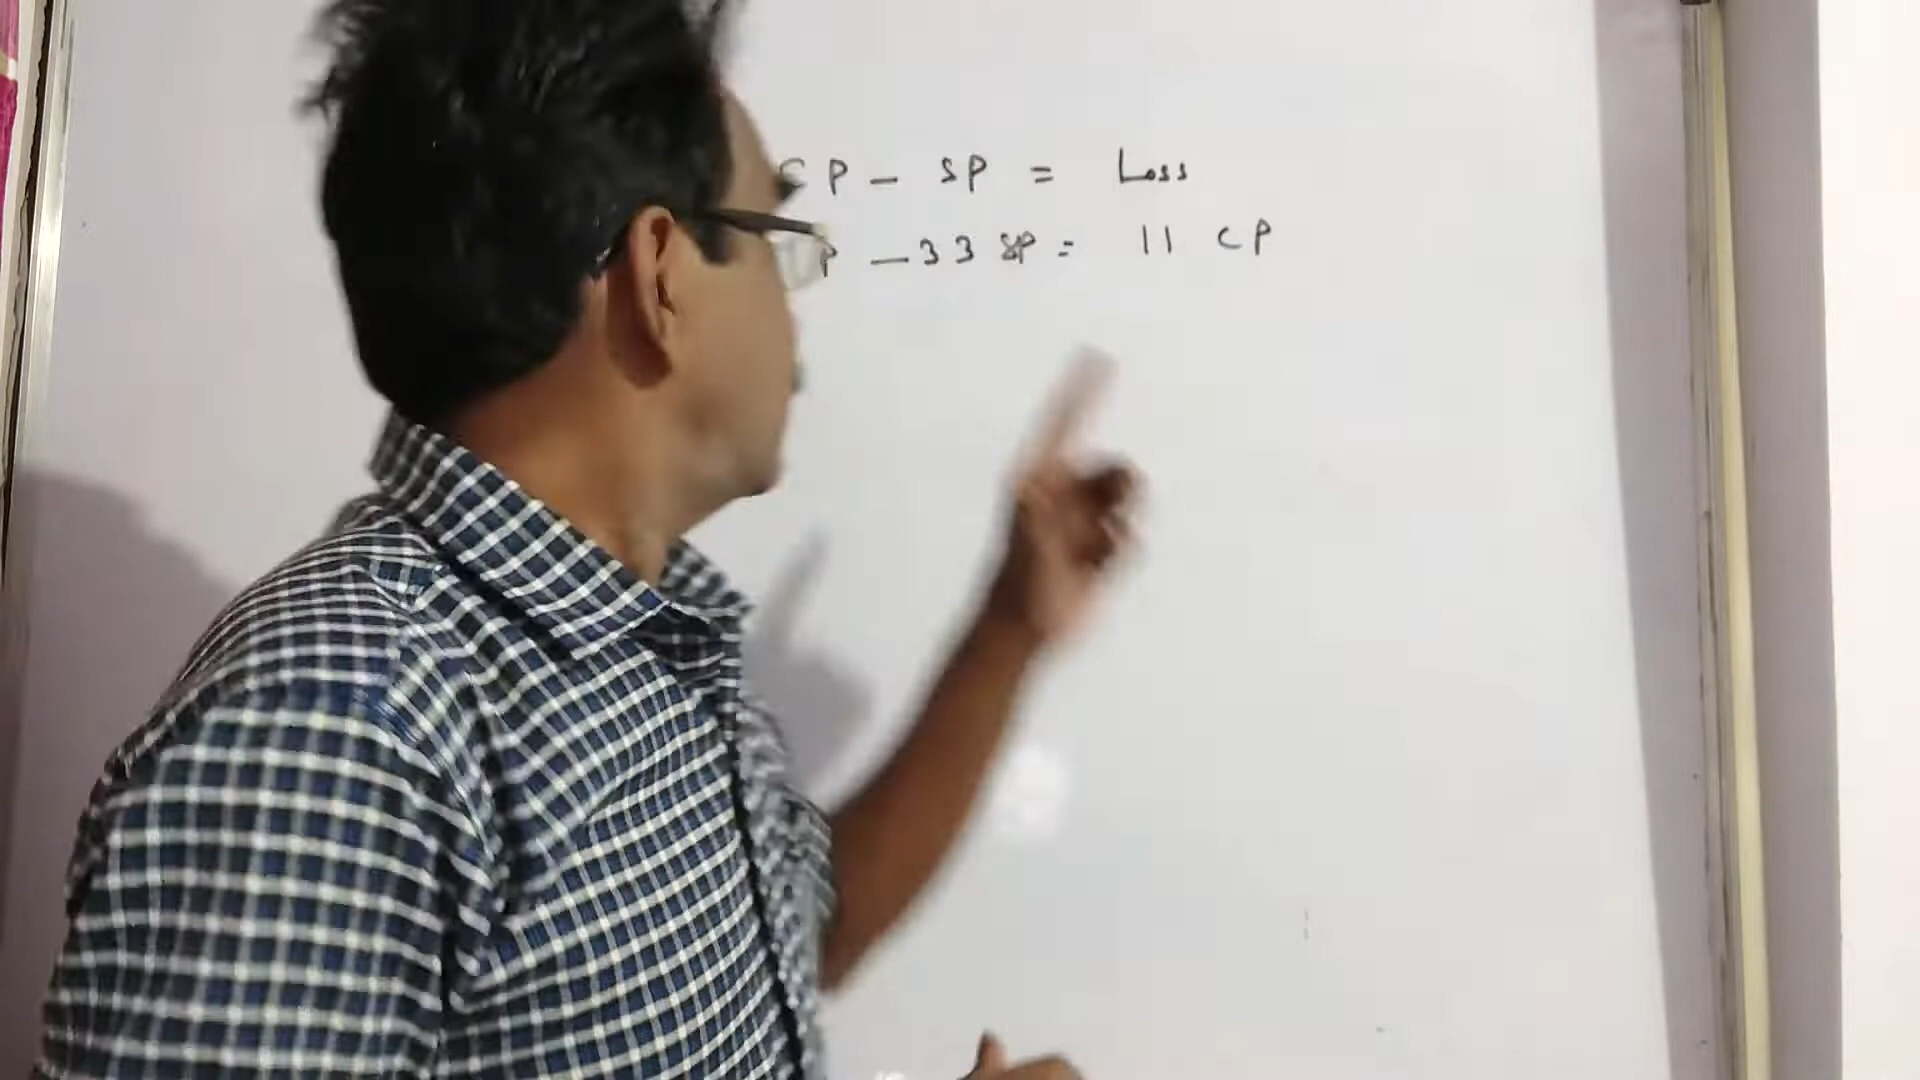 CP - SP = Loss
P - 33 SP = 11 CP